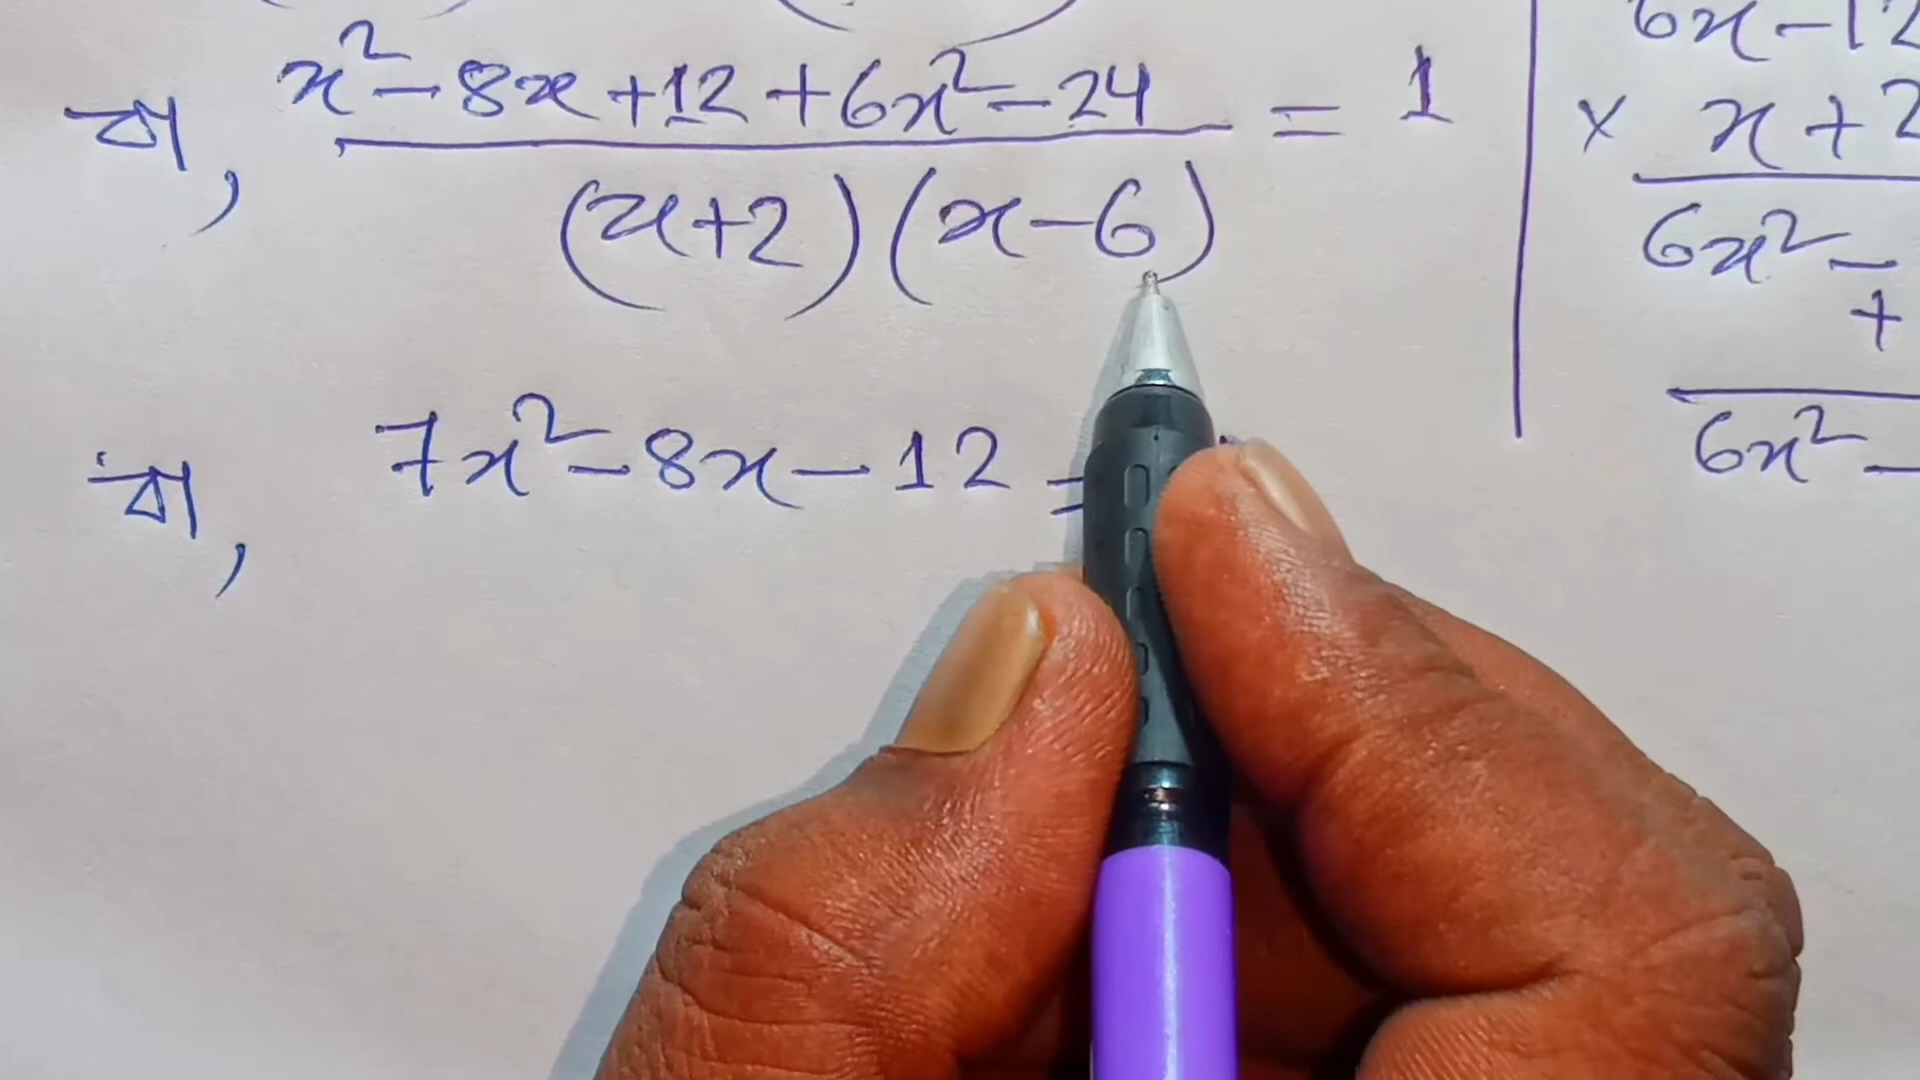 বা, x² - 8x + 12 + 6x² - 24 = 1
(x+2) (x-6)
বা, 7x² - 8x - 12 =
6x - 12
× x + 2
6x² -
+
6x² -